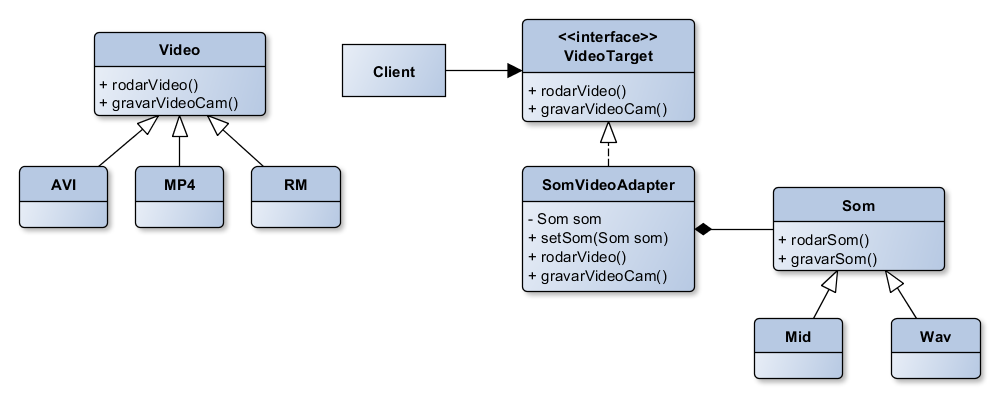 Video
+ rodarVideo()
+ gravarVideoCam()
AVI
MP4
RM
Client
<<interface>>
VideoTarget
+ rodarVideo()
+ gravarVideoCam()
SomVideoAdapter
- Som som
+ setSom(Som som)
+ rodarVideo()
+ gravarVideoCam()
Som
+ rodarSom()
+ gravarSom()
Mid
Wav